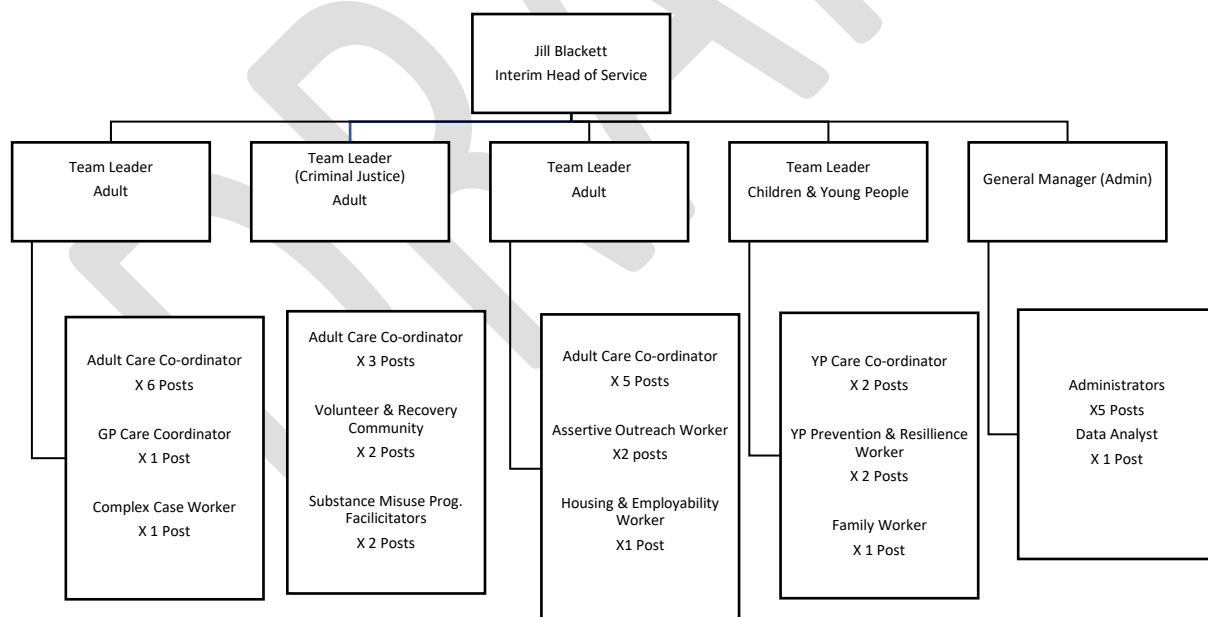 Jill Blackett
Interim Head of Service
Team Leader
Adult
Team Leader
(Criminal Justice)
Adult
Team Leader
Adult
Team Leader
Children & Young People
General Manager (Admin)
Adult Care Co-ordinator
X 6 Posts
GP Care Coordinator
X 1 Post
Complex Case Worker
X 1 Post
Adult Care Co-ordinator
X 3 Posts
Volunteer & Recovery
Community
X 2 Posts
Substance Misuse Prog.
Facilicitators
X 2 Posts
Adult Care Co-ordinator
X 5 Posts
Assertive Outreach Worker
X2 posts
Housing & Employability
Worker
X1 Post
YP Care Co-ordinator
X 2 Posts
YP Prevention & Resillience
Worker
X 2 Posts
Family Worker
X 1 Post
Administrators
X5 Posts
Data Analyst
X 1 Post